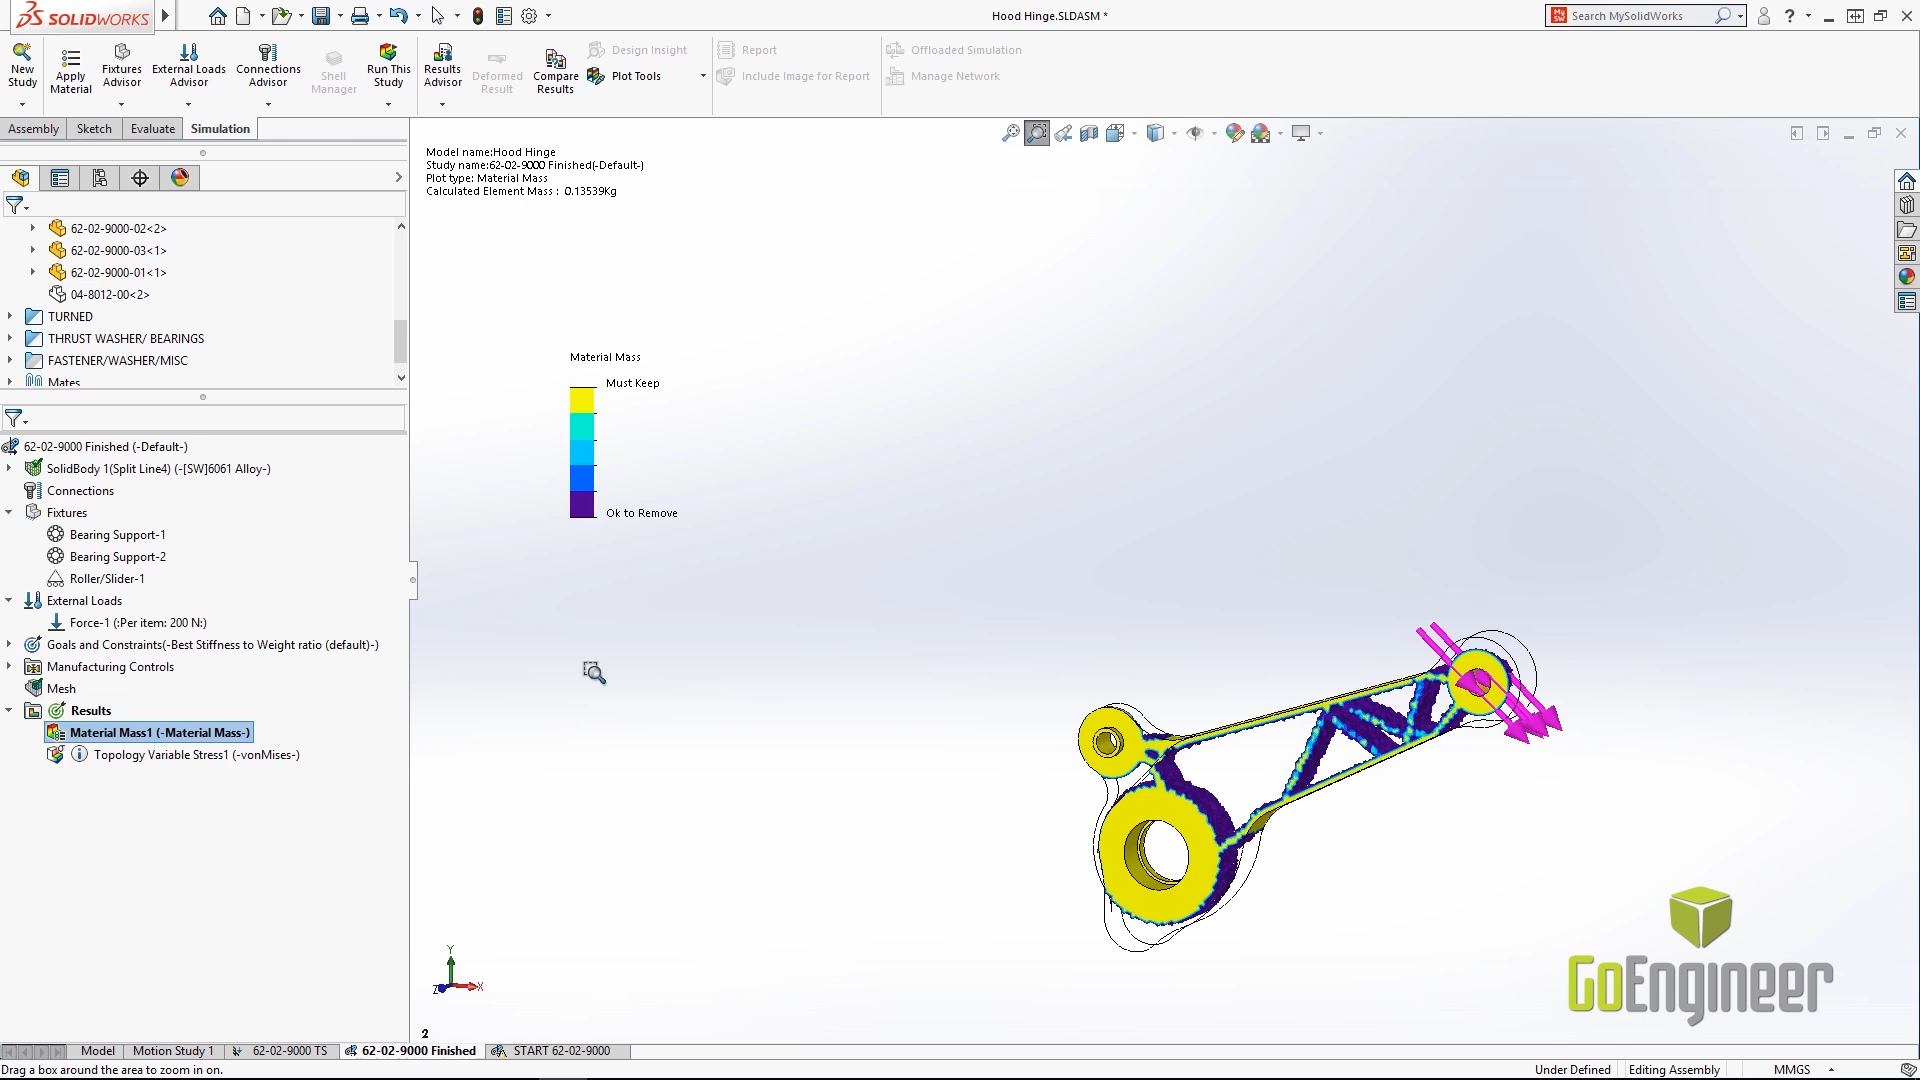 SOLIDWORKS
Hood Hinge.SLDASM *
Search MySolidWorks
New Study
Apply Material
Fixtures Advisor
External Loads Advisor
Connections Advisor
Shell Manager
Run This Study
Results Advisor
Deformed Result
Compare Results
Design Insight
Plot Tools
Report
Include Image for Report
Offloaded Simulation
Manage Network
Assembly
Sketch
Evaluate
Simulation
62-02-9000-02<2>
62-02-9000-03<1>
62-02-9000-01<1>
04-8012-00<2>
TURNED
THRUST WASHER/ BEARINGS
FASTENER/WASHER/MISC
Mates
62-02-9000 Finished (-Default-)
SolidBody 1(Split Line4) (-[SW]6061 Alloy-)
Connections
Fixtures
Bearing Support-1
Bearing Support-2
Roller/Slider-1
External Loads
Force-1 (:Per item: 200 N:)
Goals and Constraints(-Best Stiffness to Weight ratio (default)-)
Manufacturing Controls
Mesh
Results
Material Mass1 (-Material Mass-)
Topology Variable Stress1 (-vonMises-)
Model name:Hood Hinge
Study name:62-02-9000 Finished(-Default-)
Plot type: Material Mass
Calculated Element Mass : 0.13539Kg
Material Mass
Must Keep
Ok to Remove
Y
X
Z
2
GoEngineer
Model
Motion Study 1
62-02-9000 TS
62-02-9000 Finished
START 62-02-9000
Drag a box around the area to zoom in on.
Under Defined
Editing Assembly
MMGS